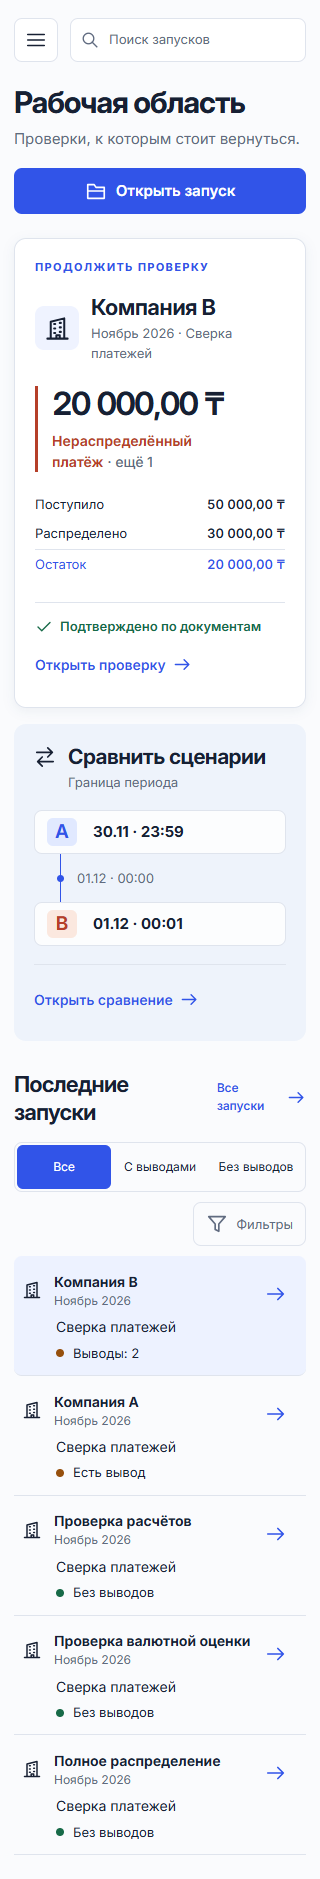 Поиск запусков
Рабочая область
Проверки, к которым стоит вернуться.
Открыть запуск
ПРОДОЛЖИТЬ ПРОВЕРКУ
Компания B
Ноябрь 2026 · Сверка
платежей
20 000,00 ₸
Нераспределённый
платёж · ещё 1
Поступило 50 000,00 ₸
Распределено 30 000,00 ₸
Остаток 20 000,00 ₸
Подтверждено по документам
Открыть проверку
Сравнить сценарии
Граница периода
A 30.11 · 23:59
01.12 · 00:00
B 01.12 · 00:01
Открыть сравнение
Последние
запуски
Все
запуски
Все С выводами Без выводов
Фильтры
Компания B
Ноябрь 2026
Сверка платежей
Выводы: 2
Компания A
Ноябрь 2026
Сверка платежей
Есть вывод
Проверка расчётов
Ноябрь 2026
Сверка платежей
Без выводов
Проверка валютной оценки
Ноябрь 2026
Сверка платежей
Без выводов
Полное распределение
Ноябрь 2026
Сверка платежей
Без выводов